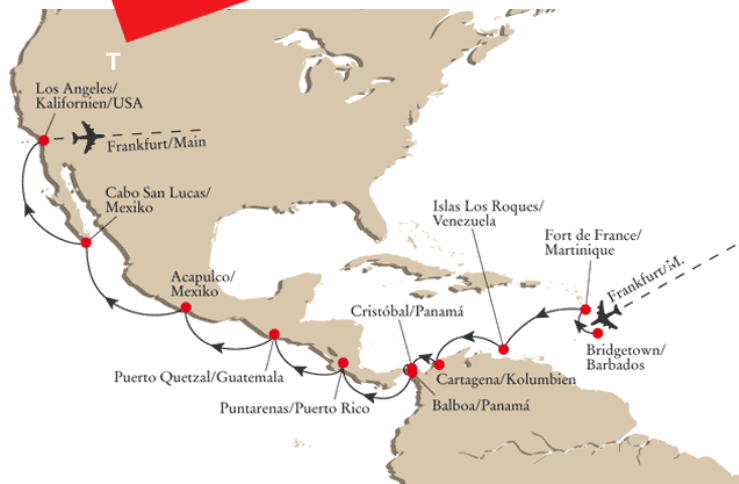 T
Los Angeles/
Kalifornien/USA
Frankfurt/Main
Cabo San Lucas/
Mexiko
Islas Los Roques/
Venezuela
Fort de France/
Martinique
Frankfurt/M.
Acapulco/
Mexiko
Cristóbal/Panamá
Bridgetown/
Barbados
Puerto Quetzal/Guatemala
Cartagena/Kolumbien
Puntarenas/Puerto Rico
Balboa/Panamá